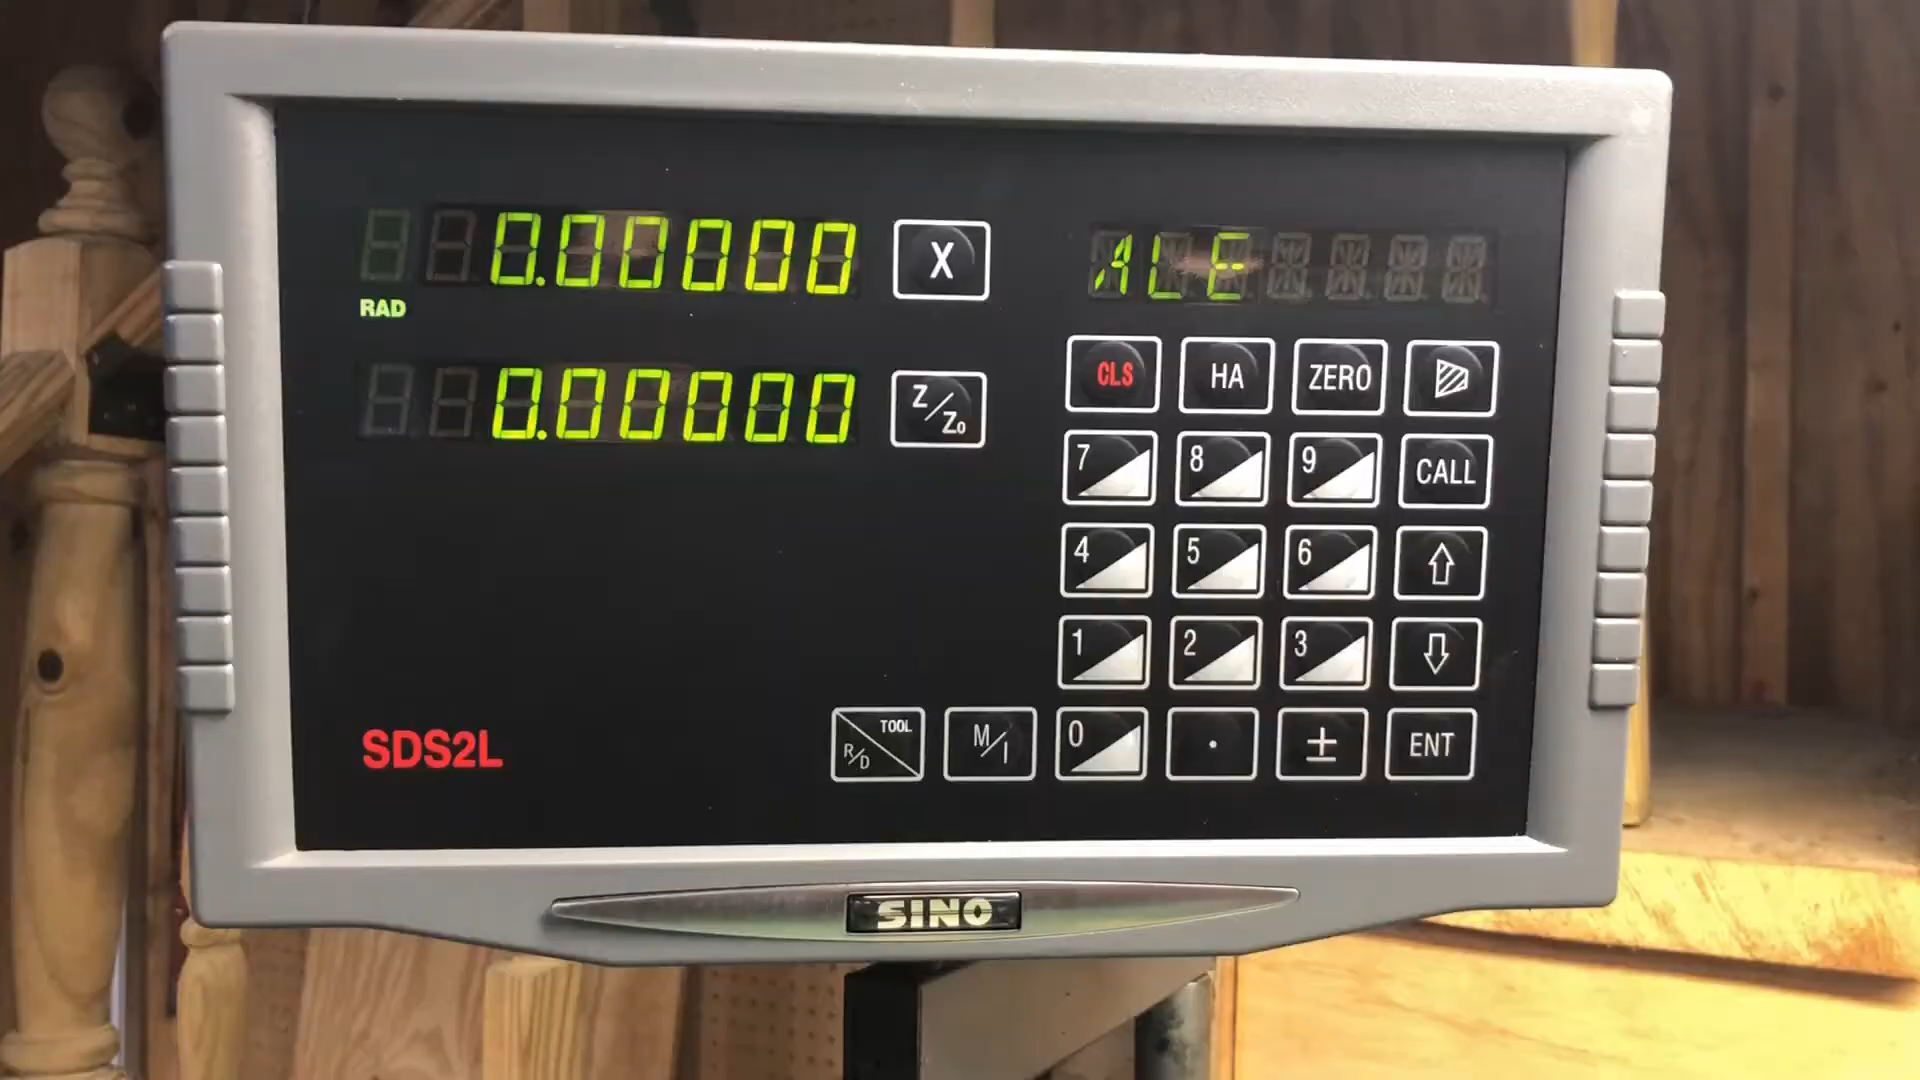 0.00000 X ALE
RAD
0.00000 Z/Z₀
CLS HA ZERO
7 8 9 CALL
4 5 6
1 2 3
SDS2L R/D TOOL M/I 0 . ± ENT
SINO